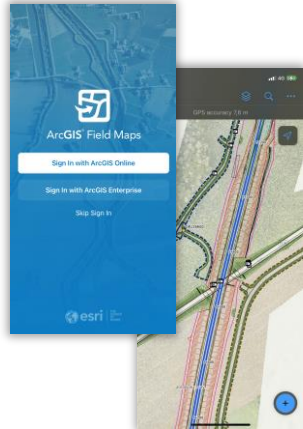 ArcGIS Field Maps
Sign In with ArcGIS Online
Sign In with ArcGIS Enterprise
Skip Sign In
esri
GPS accuracy 7,6 m